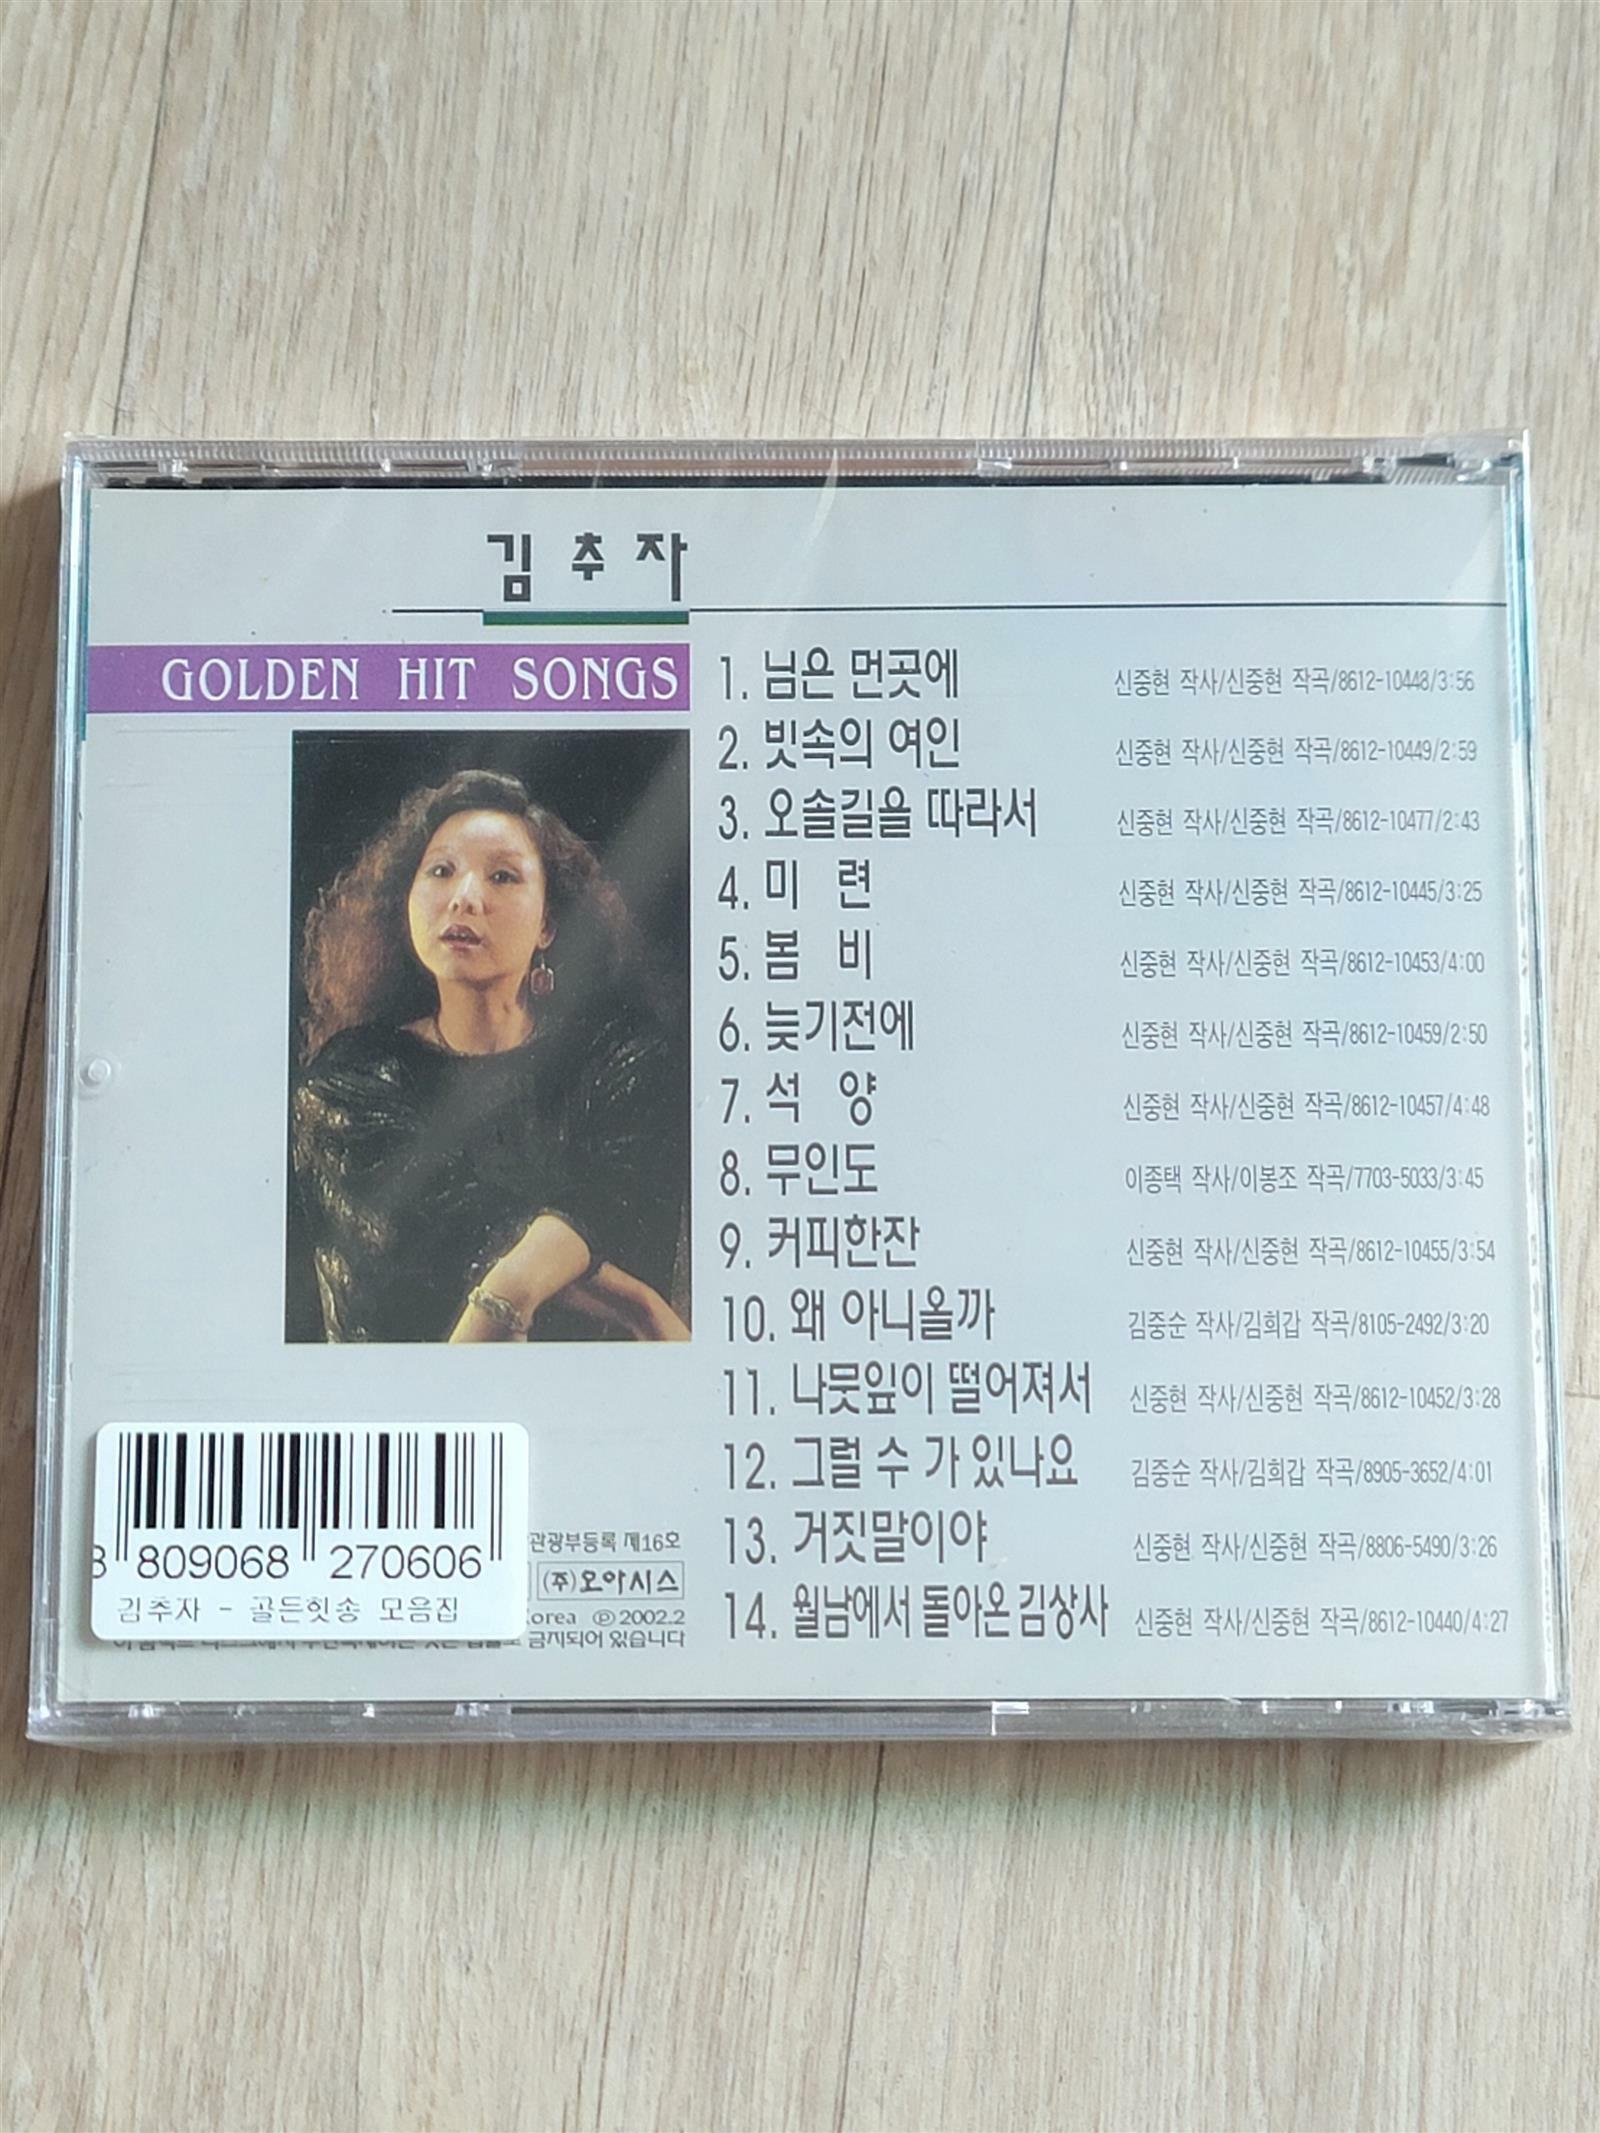 김 추 자
GOLDEN HIT SONGS
1. 님은 먼곳에 신중현 작사/신중현 작곡/8612-10448/3:56
2. 빗속의 여인 신중현 작사/신중현 작곡/8612-10449/2:59
3. 오솔길을 따라서 신중현 작사/신중현 작곡/8612-10477/2:43
4. 미 련 신중현 작사/신중현 작곡/8612-10445/3:25
5. 봄 비 신중현 작사/신중현 작곡/8612-10453/4:00
6. 늦기전에 신중현 작사/신중현 작곡/8612-10459/2:50
7. 석 양 신중현 작사/신중현 작곡/8612-10457/4:48
8. 무인도 이종택 작사/이봉조 작곡/7703-5033/3:45
9. 커피한잔 신중현 작사/신중현 작곡/8612-10455/3:54
10. 왜 아니올까 김중순 작사/김희갑 작곡/8105-2492/3:20
11. 나뭇잎이 떨어져서 신중현 작사/신중현 작곡/8612-10452/3:28
12. 그럴 수 가 있나요 김중순 작사/김희갑 작곡/8905-3652/4:01
13. 거짓말이야 신중현 작사/신중현 작곡/8806-5490/3:26
14. 월남에서 돌아온 김상사 신중현 작사/신중현 작곡/8612-10440/4:27
8 809068 270606
김추자 - 골든힛송 모음집
관광부등록 제16호
(주)오아시스
Korea ⓟ2002.2
금지되어 있습니다